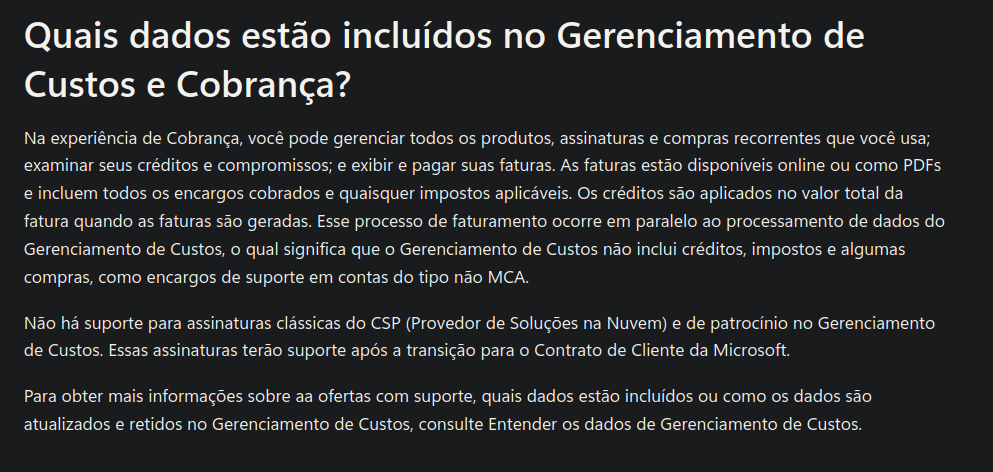 Quais dados estão incluídos no Gerenciamento de
Custos e Cobrança?
Na experiência de Cobrança, você pode gerenciar todos os produtos, assinaturas e compras recorrentes que você usa;
examinar seus créditos e compromissos; e exibir e pagar suas faturas. As faturas estão disponíveis online ou como PDFs
e incluem todos os encargos cobrados e quaisquer impostos aplicáveis. Os créditos são aplicados no valor total da
fatura quando as faturas são geradas. Esse processo de faturamento ocorre em paralelo ao processamento de dados do
Gerenciamento de Custos, o qual significa que o Gerenciamento de Custos não inclui créditos, impostos e algumas
compras, como encargos de suporte em contas do tipo não MCA.
Não há suporte para assinaturas clássicas do CSP (Provedor de Soluções na Nuvem) e de patrocínio no Gerenciamento
de Custos. Essas assinaturas terão suporte após a transição para o Contrato de Cliente da Microsoft.
Para obter mais informações sobre aa ofertas com suporte, quais dados estão incluídos ou como os dados são
atualizados e retidos no Gerenciamento de Custos, consulte Entender os dados de Gerenciamento de Custos.